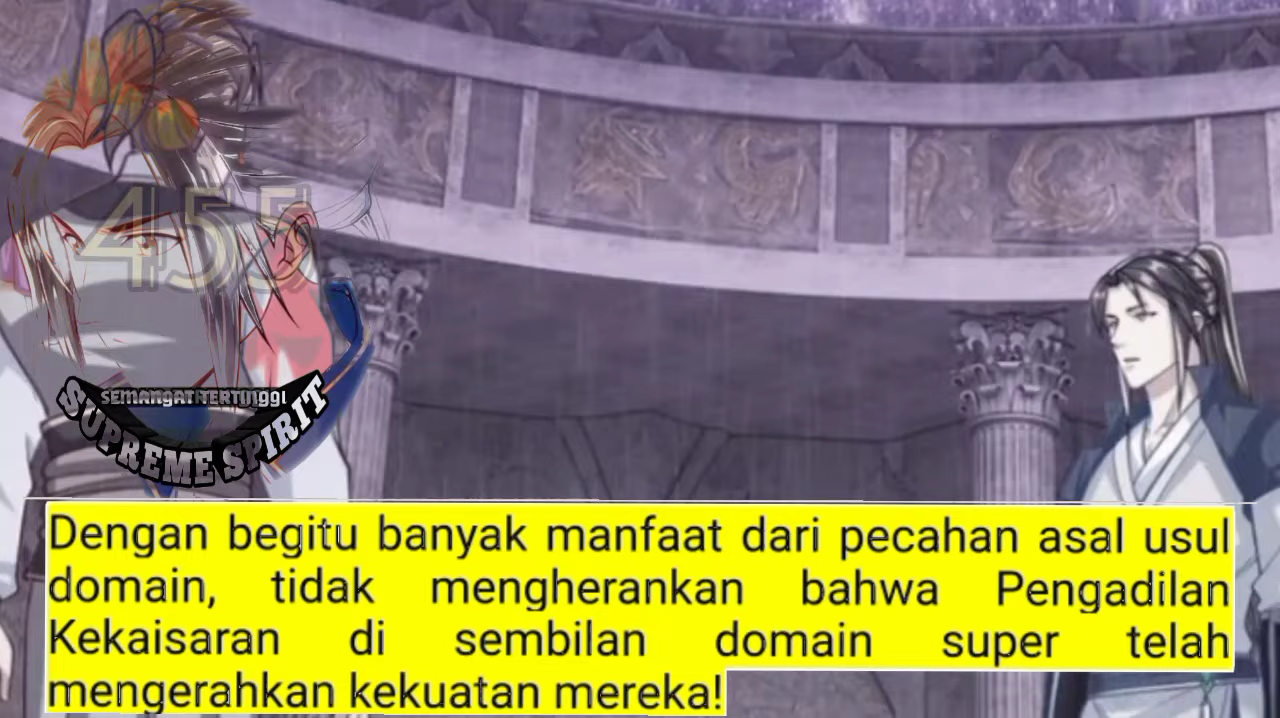 455
SEMANGAT TERTO199I
SUPREME SPIRIT
Dengan begitu banyak manfaat dari pecahan asal usul
domain, tidak mengherankan bahwa Pengadilan
Kekaisaran di sembilan domain super telah
mengerahkan kekuatan mereka!